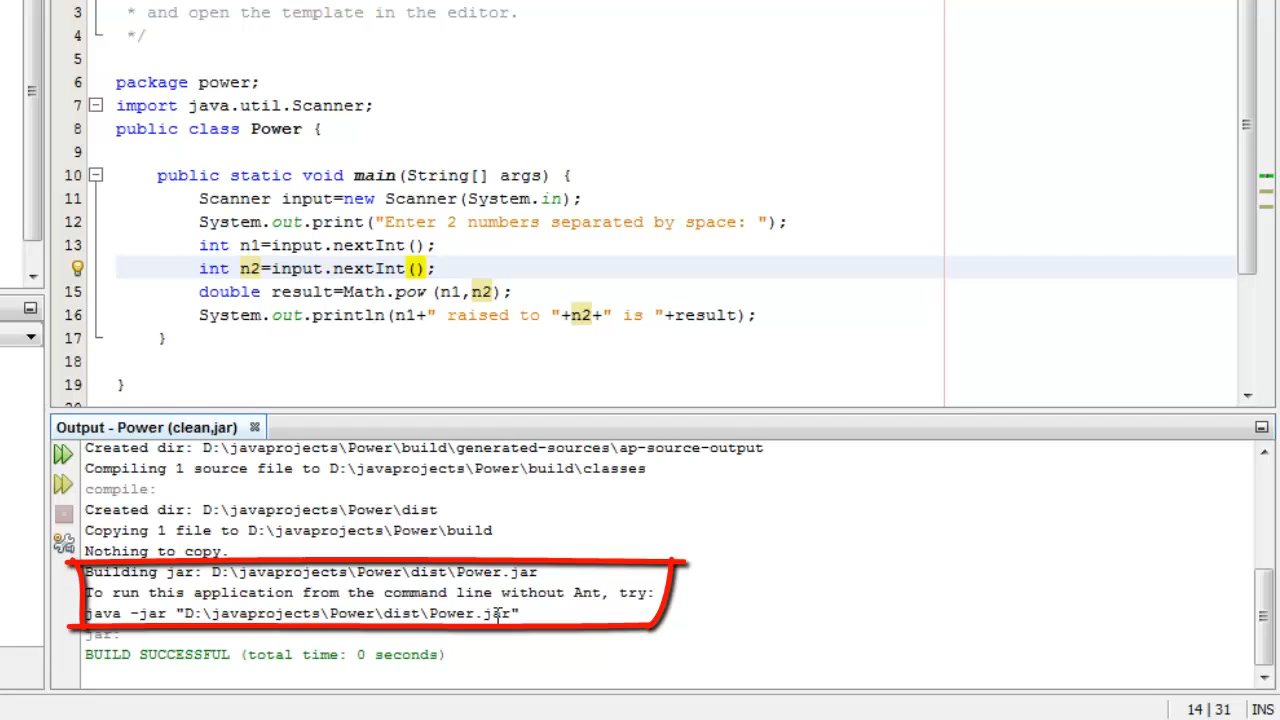 3 * and open the template in the editor.
4 */
5
6 package power;
7 import java.util.Scanner;
8 public class Power {
9
10 public static void main(String[] args) {
11 Scanner input=new Scanner(System.in);
12 System.out.print("Enter 2 numbers separated by space: ");
13 int n1=input.nextInt();
int n2=input.nextInt();
15 double result=Math.pow (n1,n2);
16 System.out.println(n1+" raised to "+n2+" is "+result);
17 }
18
19 }
Output - Power (clean,jar)
Created dir: D:\javaprojects\Power\build\generated-sources\ap-source-output
Compiling 1 source file to D:\javaprojects\Power\build\classes
compile:
Created dir: D:\javaprojects\Power\dist
Copying 1 file to D:\javaprojects\Power\build
Nothing to copy.
Building jar: D:\javaprojects\Power\dist\Power.jar
To run this application from the command line without Ant, try:
java -jar "D:\javaprojects\Power\dist\Power.jar"
jar:
BUILD SUCCESSFUL (total time: 0 seconds)
14 | 31 INS